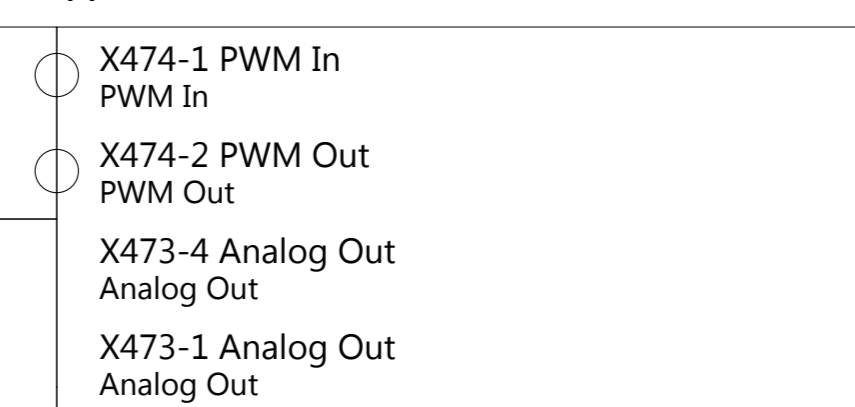 X474-1 PWM In
PWM In
X474-2 PWM Out
PWM Out
X473-4 Analog Out
Analog Out
X473-1 Analog Out
Analog Out